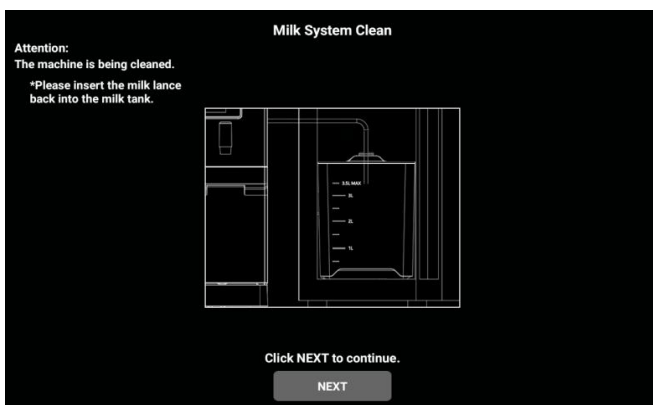 Milk System Clean
Attention:
The machine is being cleaned.
*Please insert the milk lance
back into the milk tank.
3.5L MAX
3L
2L
1L
Click NEXT to continue.
NEXT